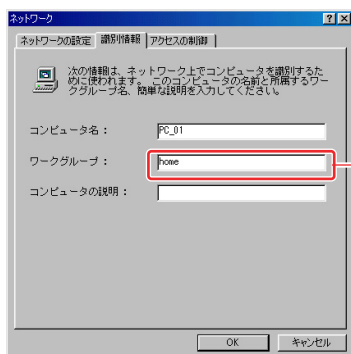 ネットワーク
ネットワークの設定 識別情報 アクセスの制御
次の情報は、ネットワーク上でコンピュータを識別するた
めに使われます。このコンピュータの名前と所属するワー
クグループ名、簡単な説明を入力してください。
コンピュータ名： PC_01
ワークグループ： home
コンピュータの説明：
OK キャンセル